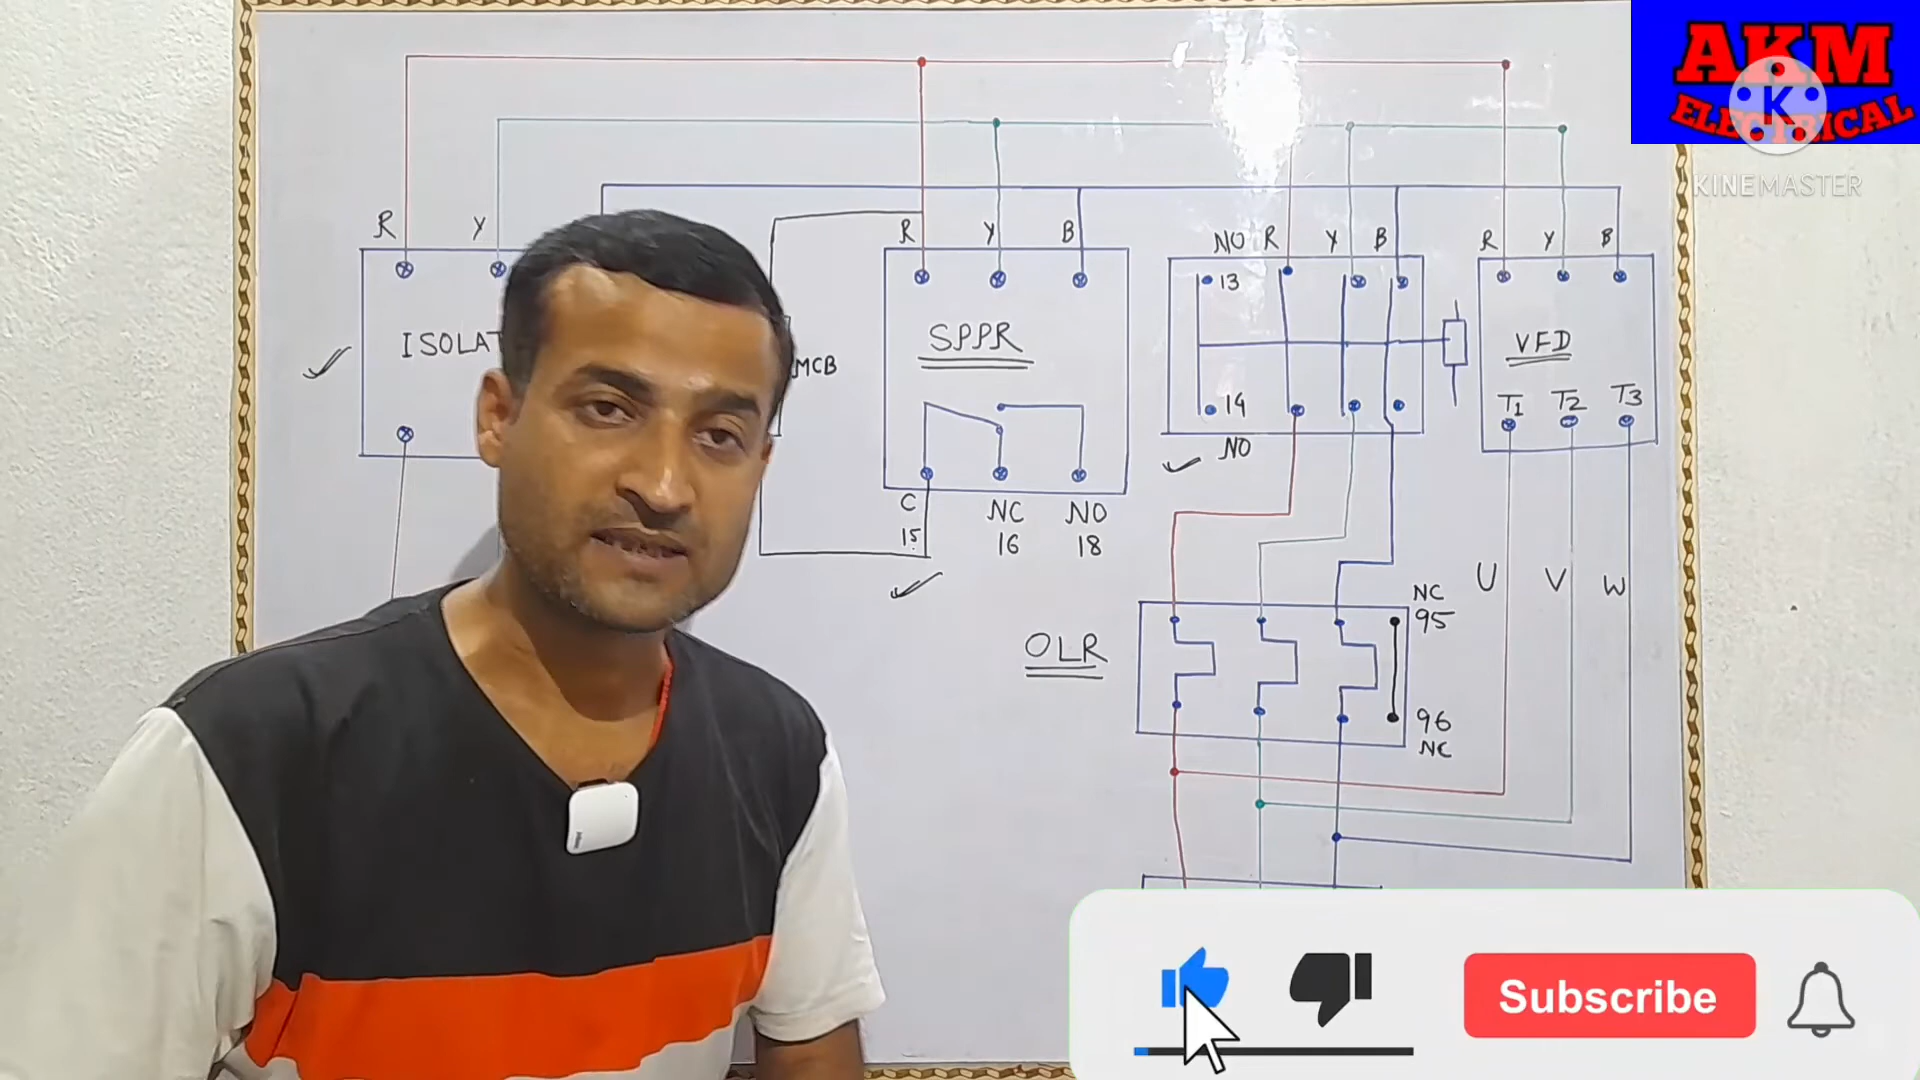 AKM
ELECTRICAL
K
KINEMASTER
R Y
R Y B
NO R Y B
R Y B
ISOLAT
MCB
SPPR
13
VFD
14
NO
T1 T2 T3
C NC NO
15 16 18
U V W
OLR
NC
95
96
NC
Subscribe